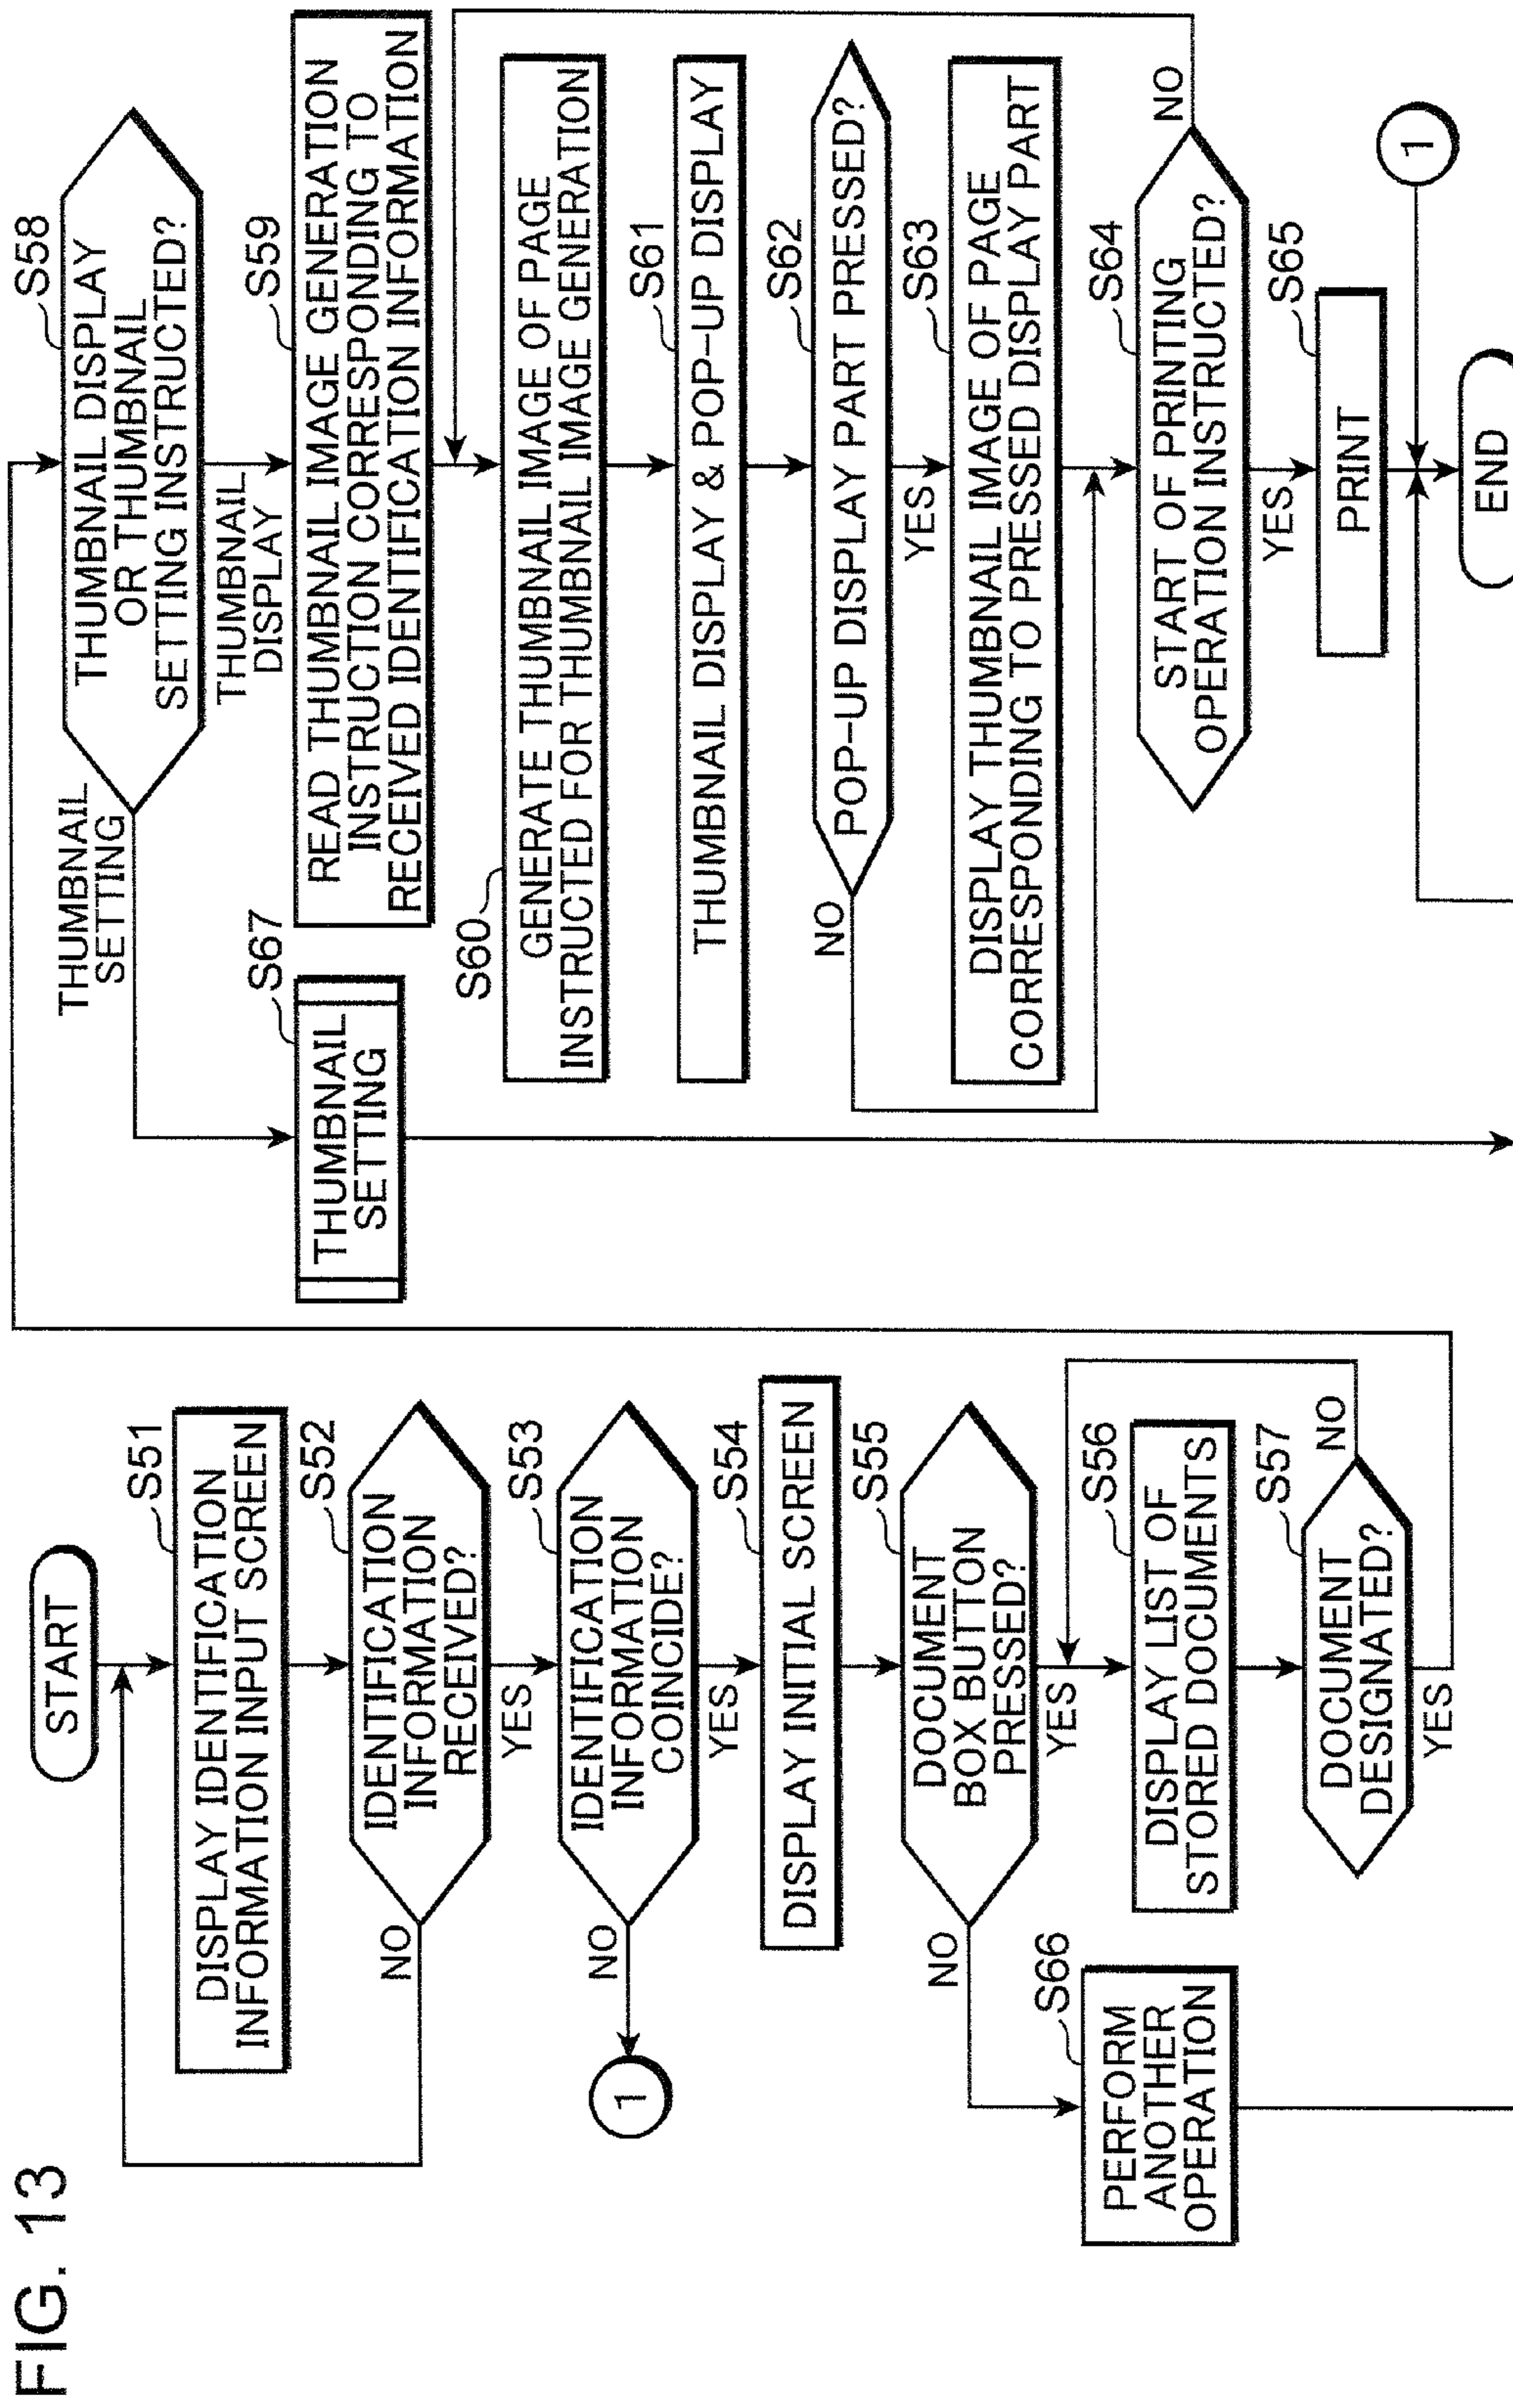 FIG. 13
START
S51
DISPLAY IDENTIFICATION
INFORMATION INPUT SCREEN
S52
IDENTIFICATION
INFORMATION
RECEIVED?
NO
YES
S53
IDENTIFICATION
INFORMATION
COINCIDE?
NO
1
YES
S54
DISPLAY INITIAL SCREEN
S55
DOCUMENT
BOX BUTTON
PRESSED?
NO
YES
S66
PERFORM
ANOTHER
OPERATION
S56
DISPLAY LIST OF
STORED DOCUMENTS
S57
DOCUMENT
DESIGNATED?
NO
YES
S58
THUMBNAIL DISPLAY
OR THUMBNAIL
SETTING INSTRUCTED?
THUMBNAIL
SETTING
THUMBNAIL
DISPLAY
S67
THUMBNAIL
SETTING
S59
READ THUMBNAIL IMAGE GENERATION
INSTRUCTION CORRESPONDING TO
RECEIVED IDENTIFICATION INFORMATION
S60
GENERATE THUMBNAIL IMAGE OF PAGE
INSTRUCTED FOR THUMBNAIL IMAGE GENERATION
S61
THUMBNAIL DISPLAY & POP-UP DISPLAY
S62
POP-UP DISPLAY PART PRESSED?
NO
YES
S63
DISPLAY THUMBNAIL IMAGE OF PAGE
CORRESPONDING TO PRESSED DISPLAY PART
S64
START OF PRINTING
OPERATION INSTRUCTED?
NO
YES
S65
PRINT
1
END